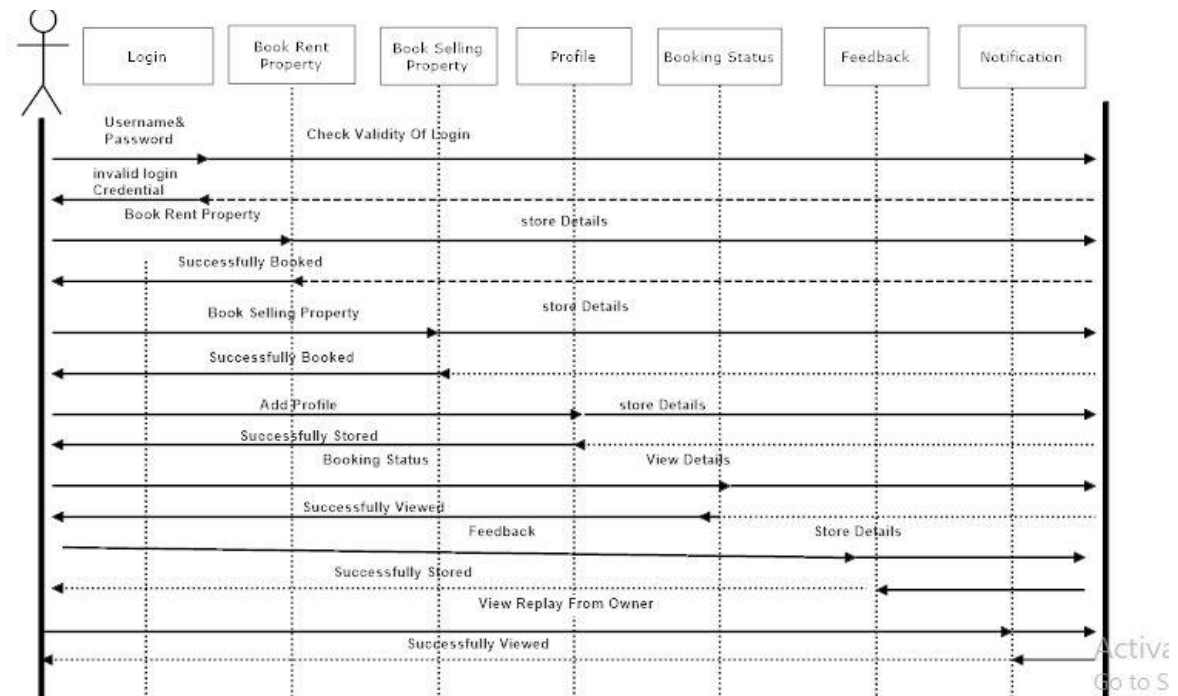 Login
Book Rent
Property
Book Selling
Property
Profile
Booking Status
Feedback
Notification
Username&
Password
Check Validity Of Login
invalid login
Credential
Book Rent Property
store Details
Successfully Booked
Book Selling Property
store Details
Successfully Booked
Add Profile
store Details
Successfully Stored
Booking Status
View Details
Successfully Viewed
Feedback
Store Details
Successfully Stored
View Replay From Owner
Successfully Viewed
Activa
Go to S